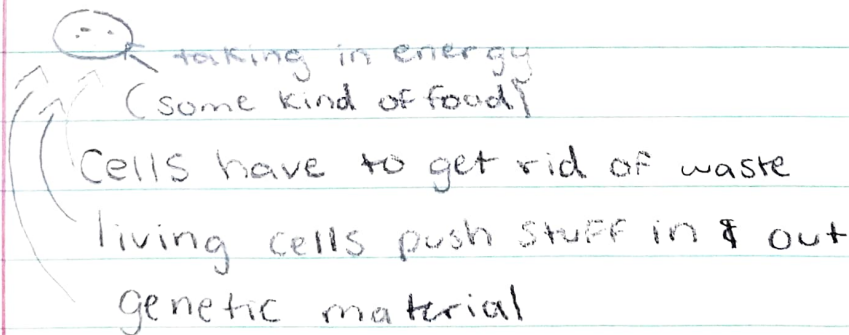 taking in energy
(some kind of food)
Cells have to get rid of waste
living cells push stuff in & out
genetic material